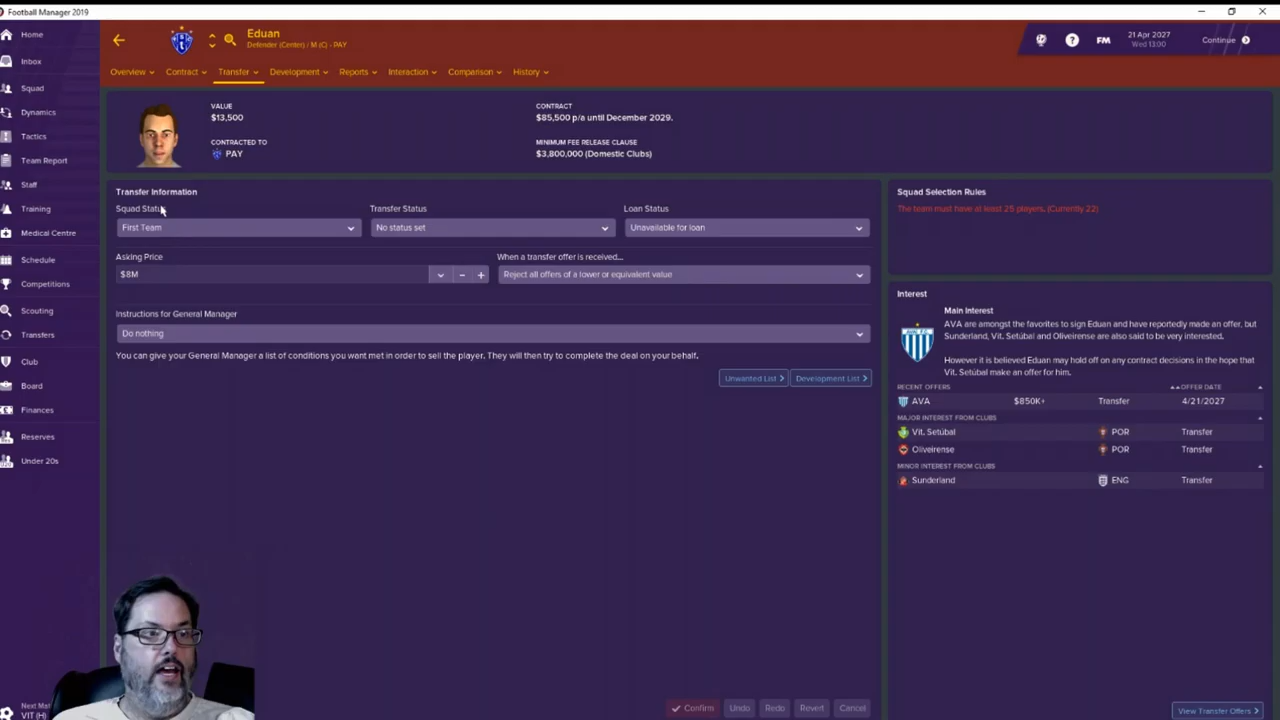 Football Manager 2019
Home
Inbox
Squad
Dynamics
Tactics
Team Report
Staff
Training
Medical Centre
Schedule
Competitions
Scouting
Transfers
Club
Board
Finances
Reserves
Under 20s
Next Mat
VIT (H)
Eduan
Defender (Center) / M (C) - PAY
FM
21 Apr 2027
Wed 13:00
Continue
Overview
Contract
Transfer
Development
Reports
Interaction
Comparison
History
VALUE
$13,500
CONTRACTED TO
PAY
CONTRACT
$85,500 p/a until December 2029.
MINIMUM FEE RELEASE CLAUSE
$3,800,000 (Domestic Clubs)
Transfer Information
Squad Status
First Team
Transfer Status
No status set
Loan Status
Unavailable for loan
Asking Price
$8M
When a transfer offer is received...
Reject all offers of a lower or equivalent value
Instructions for General Manager
Do nothing
You can give your General Manager a list of conditions you want met in order to sell the player. They will then try to complete the deal on your behalf.
Unwanted List
Development List
Squad Selection Rules
The team must have at least 25 players. (Currently 22)
Interest
Main Interest
AVA are amongst the favorites to sign Eduan and have reportedly made an offer, but
Sunderland, Vit. Setúbal and Oliveirense are also said to be very interested.
However it is believed Eduan may hold off on any contract decisions in the hope that
Vit. Setúbal make an offer for him.
RECENT OFFERS
OFFER DATE
AVA $850K+ Transfer 4/21/2027
MAJOR INTEREST FROM CLUBS
Vit. Setúbal POR Transfer
Oliveirense POR Transfer
MINOR INTEREST FROM CLUBS
Sunderland ENG Transfer
Confirm
Undo
Redo
Revert
Cancel
View Transfer Offers